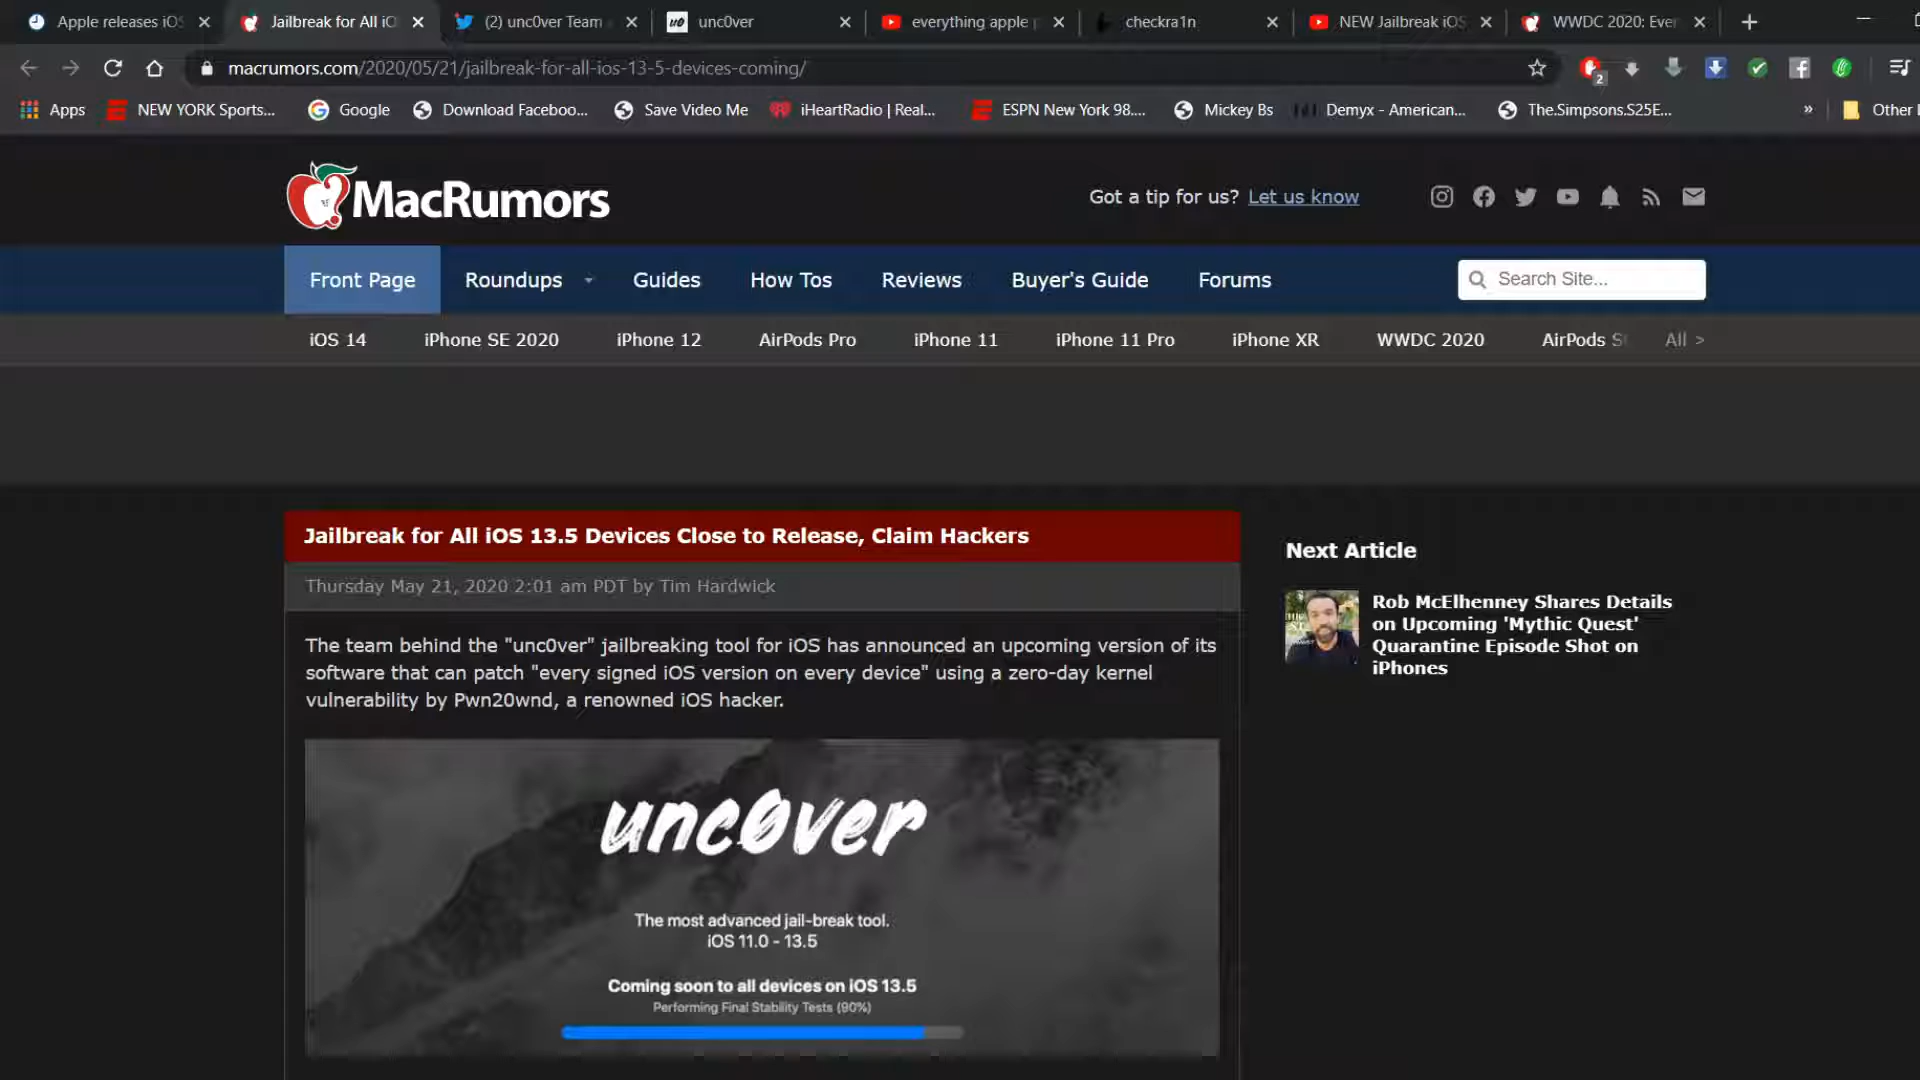 Apple releases iOS
Jailbreak for All iO
(2) unc0ver Team
unc0ver
everything apple p
checkra1n
NEW Jailbreak iOS
WWDC 2020: Ever
macrumors.com/2020/05/21/jailbreak-for-all-ios-13-5-devices-coming/
2
Apps
NEW YORK Sports...
Google
Download Faceboo...
Save Video Me
iHeartRadio | Real...
ESPN New York 98....
Mickey Bs
Demyx - American...
The.Simpsons.S25E...
»
Other
MacRumors
Got a tip for us? Let us know
Front Page
Roundups
Guides
How Tos
Reviews
Buyer's Guide
Forums
Search Site...
iOS 14
iPhone SE 2020
iPhone 12
AirPods Pro
iPhone 11
iPhone 11 Pro
iPhone XR
WWDC 2020
AirPods S
All >
Jailbreak for All iOS 13.5 Devices Close to Release, Claim Hackers
Thursday May 21, 2020 2:01 am PDT by Tim Hardwick
The team behind the "unc0ver" jailbreaking tool for iOS has announced an upcoming version of its
software that can patch "every signed iOS version on every device" using a zero-day kernel
vulnerability by Pwn20wnd, a renowned iOS hacker.
unc0ver
The most advanced jail-break tool.
iOS 11.0 - 13.5
Coming soon to all devices on iOS 13.5
Performing Final Stability Tests (90%)
Next Article
Rob McElhenney Shares Details
on Upcoming 'Mythic Quest'
Quarantine Episode Shot on
iPhones